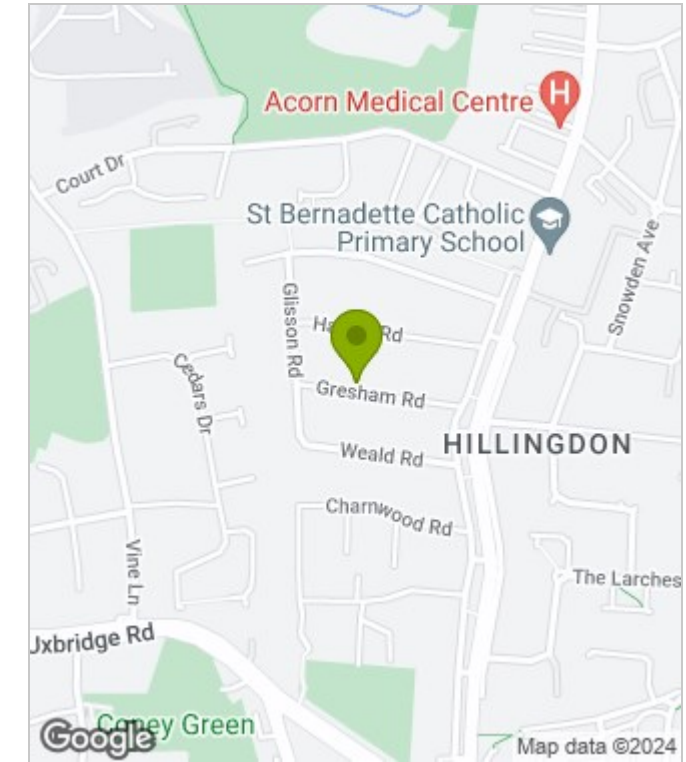 Acorn Medical Centre
H
Court Dr
St Bernadette Catholic
Primary School
Snowden Ave
Glisson Rd
Rd
Cedars Dr
Gresham Rd
HILLINGDON
Weald Rd
Charnwood Rd
Vine Ln
The Larches
Uxbridge Rd
Coney Green
Google
Map data ©2024